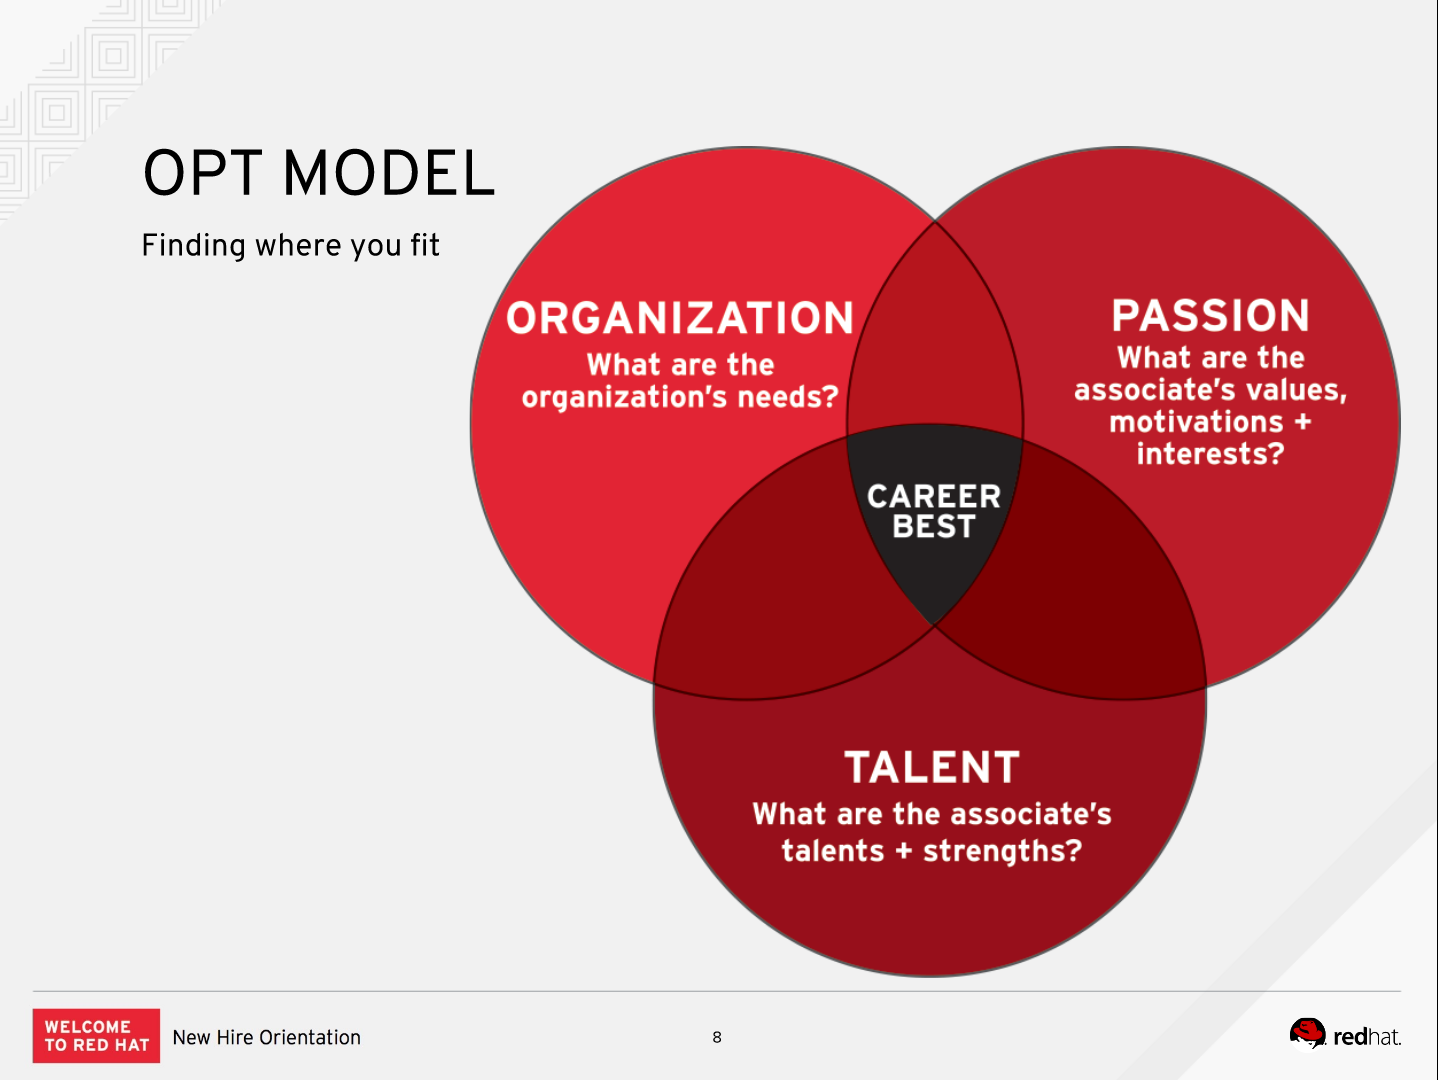 OPT MODEL
Finding where you fit
ORGANIZATION
What are the
organization's needs?
PASSION
What are the
associate's values,
motivations +
interests?
CAREER
BEST
TALENT
What are the associate's
talents + strengths?
WELCOME
TO RED HAT
New Hire Orientation
8
redhat.